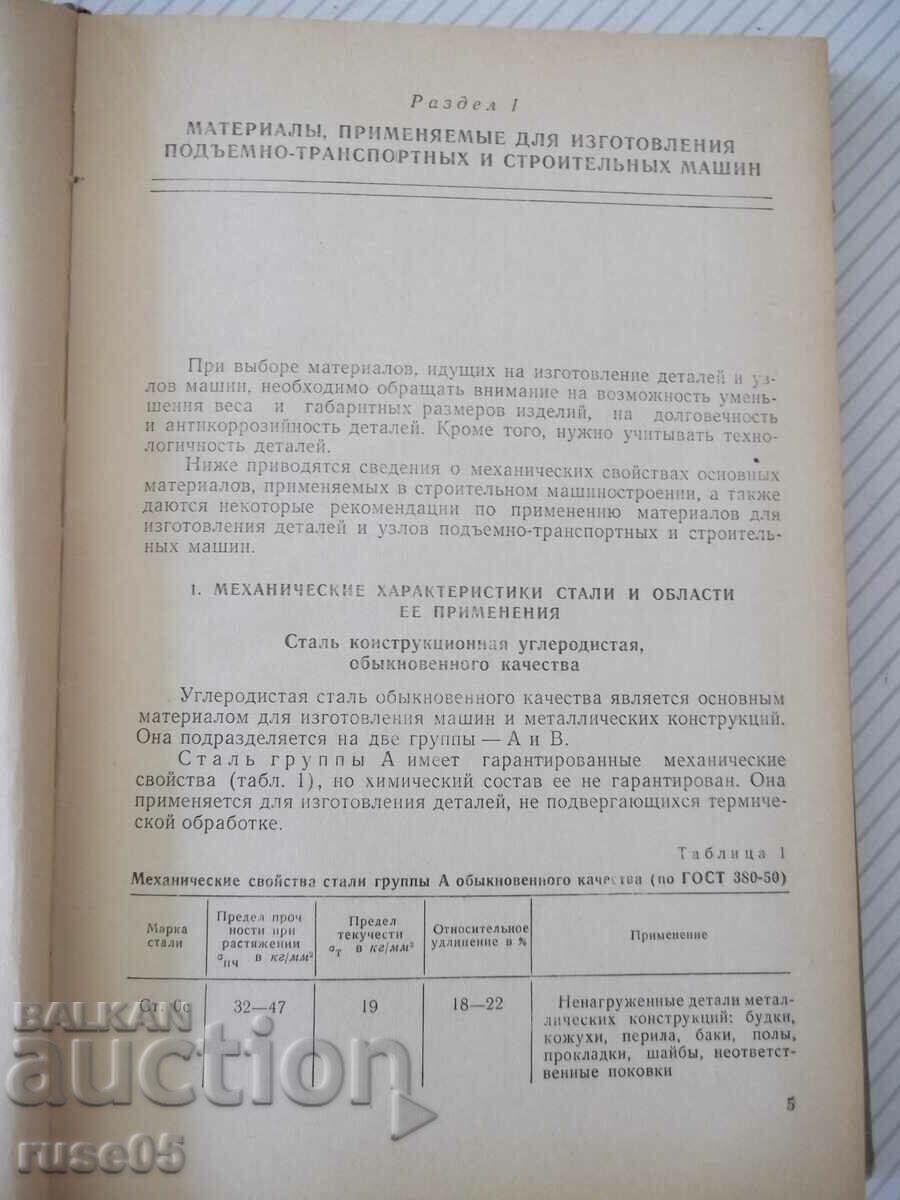 Раздел I
МАТЕРИАЛЫ, ПРИМЕНЯЕМЫЕ ДЛЯ ИЗГОТОВЛЕНИЯ
ПОДЪЕМНО-ТРАНСПОРТНЫХ И СТРОИТЕЛЬНЫХ МАШИН
При выборе материалов, идущих на изготовление деталей и уз-
лов машин, необходимо обращать внимание на возможность умень-
шения веса и габаритных размеров изделий, на долговечность
и антикоррозийность деталей. Кроме того, нужно учитывать техно-
логичность деталей.
Ниже приводятся сведения о механических свойствах основных
материалов, применяемых в строительном машиностроении, а также
даются некоторые рекомендации по применению материалов для
изготовления деталей и узлов подъемно-транспортных и строитель-
ных машин.
1. МЕХАНИЧЕСКИЕ ХАРАКТЕРИСТИКИ СТАЛИ И ОБЛАСТИ
ЕЕ ПРИМЕНЕНИЯ
Сталь конструкционная углеродистая,
обыкновенного качества
Углеродистая сталь обыкновенного качества является основным
материалом для изготовления машин и металлических конструкций.
Она подразделяется на две группы — А и В.
Сталь группы А имеет гарантированные механические
свойства (табл. 1), но химический состав ее не гарантирован. Она
применяется для изготовления деталей, не подвергающихся термиче-
ской обработке.
Таблица 1
Механические свойства стали группы А обыкновенного качества (по ГОСТ 380-50)
Марка
стали
Предел проч
ности при
растяжении
σпч в кг/мм²
Предел
текучести
σт в кг/мм²
Относительное
удлинение в %
Применение
Ст. 0с
32—47
19
18—22
Ненагруженные детали метал-
лических конструкций: будки,
кожухи, перила, баки, полы,
прокладки, шайбы, неответст-
венные поковки
5
BALKAN
auction
ruse05